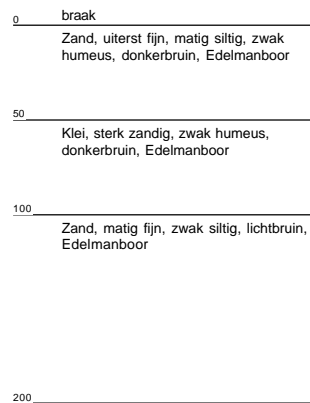 0 braak
Zand, uiterst fijn, matig siltig, zwak
humeus, donkerbruin, Edelmanboor
50
Klei, sterk zandig, zwak humeus,
donkerbruin, Edelmanboor
100
Zand, matig fijn, zwak siltig, lichtbruin,
Edelmanboor
200